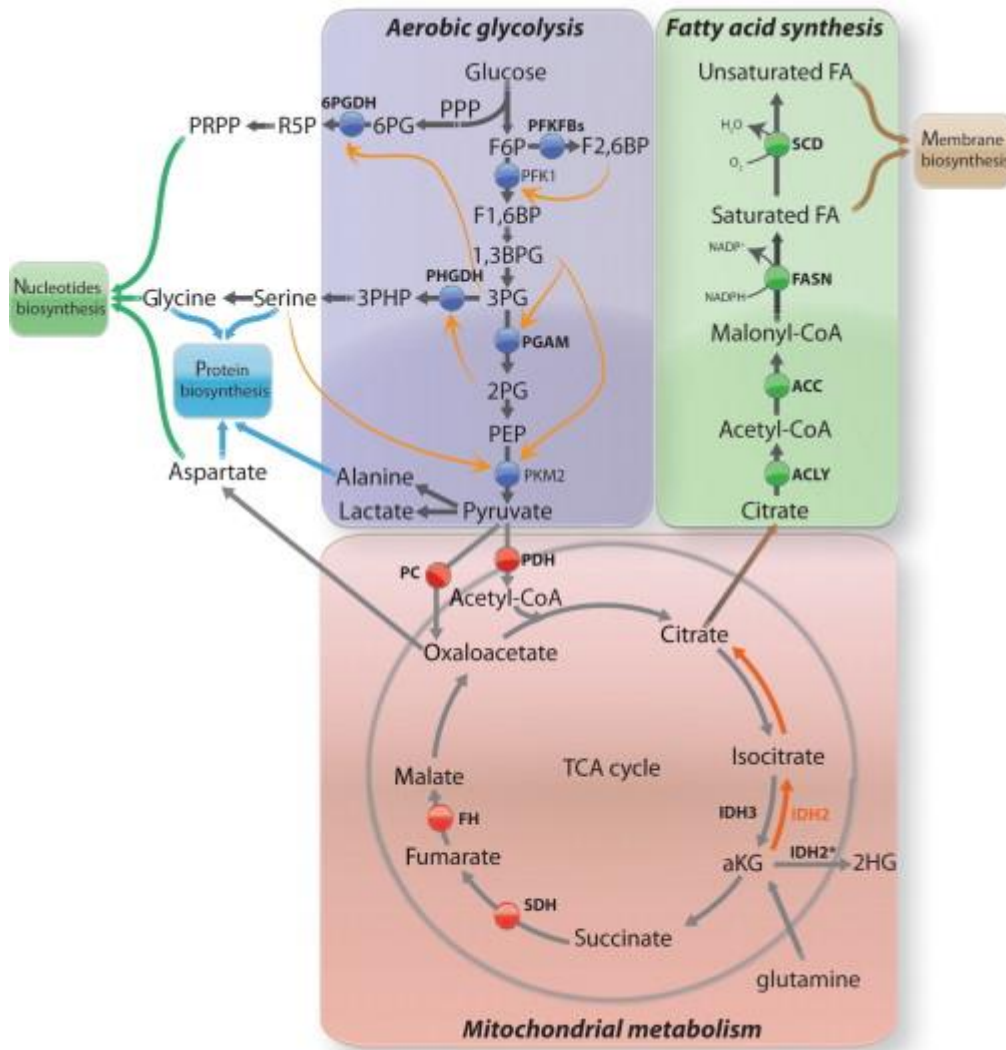 Aerobic glycolysis
Fatty acid synthesis
Glucose
Unsaturated FA
6PGDH
PPP
PRPP
R5P
6PG
PFKFBs
F6P
F2,6BP
PFK1
H₂O
SCD
O₂
Membrane
biosynthesis
F1,6BP
Saturated FA
1,3BPG
NADP⁺
PHGDH
FASN
NADPH
Nucleotides
biosynthesis
Glycine
Serine
3PHP
3PG
Malonyl-CoA
PGAM
Protein
biosynthesis
2PG
ACC
PEP
Acetyl-CoA
Aspartate
Alanine
PKM2
ACLY
Lactate
Pyruvate
Citrate
PC
PDH
Acetyl-CoA
Citrate
Oxaloacetate
Malate
TCA cycle
Isocitrate
FH
IDH3
IDH2
Fumarate
aKG
IDH2*
2HG
SDH
Succinate
glutamine
Mitochondrial metabolism